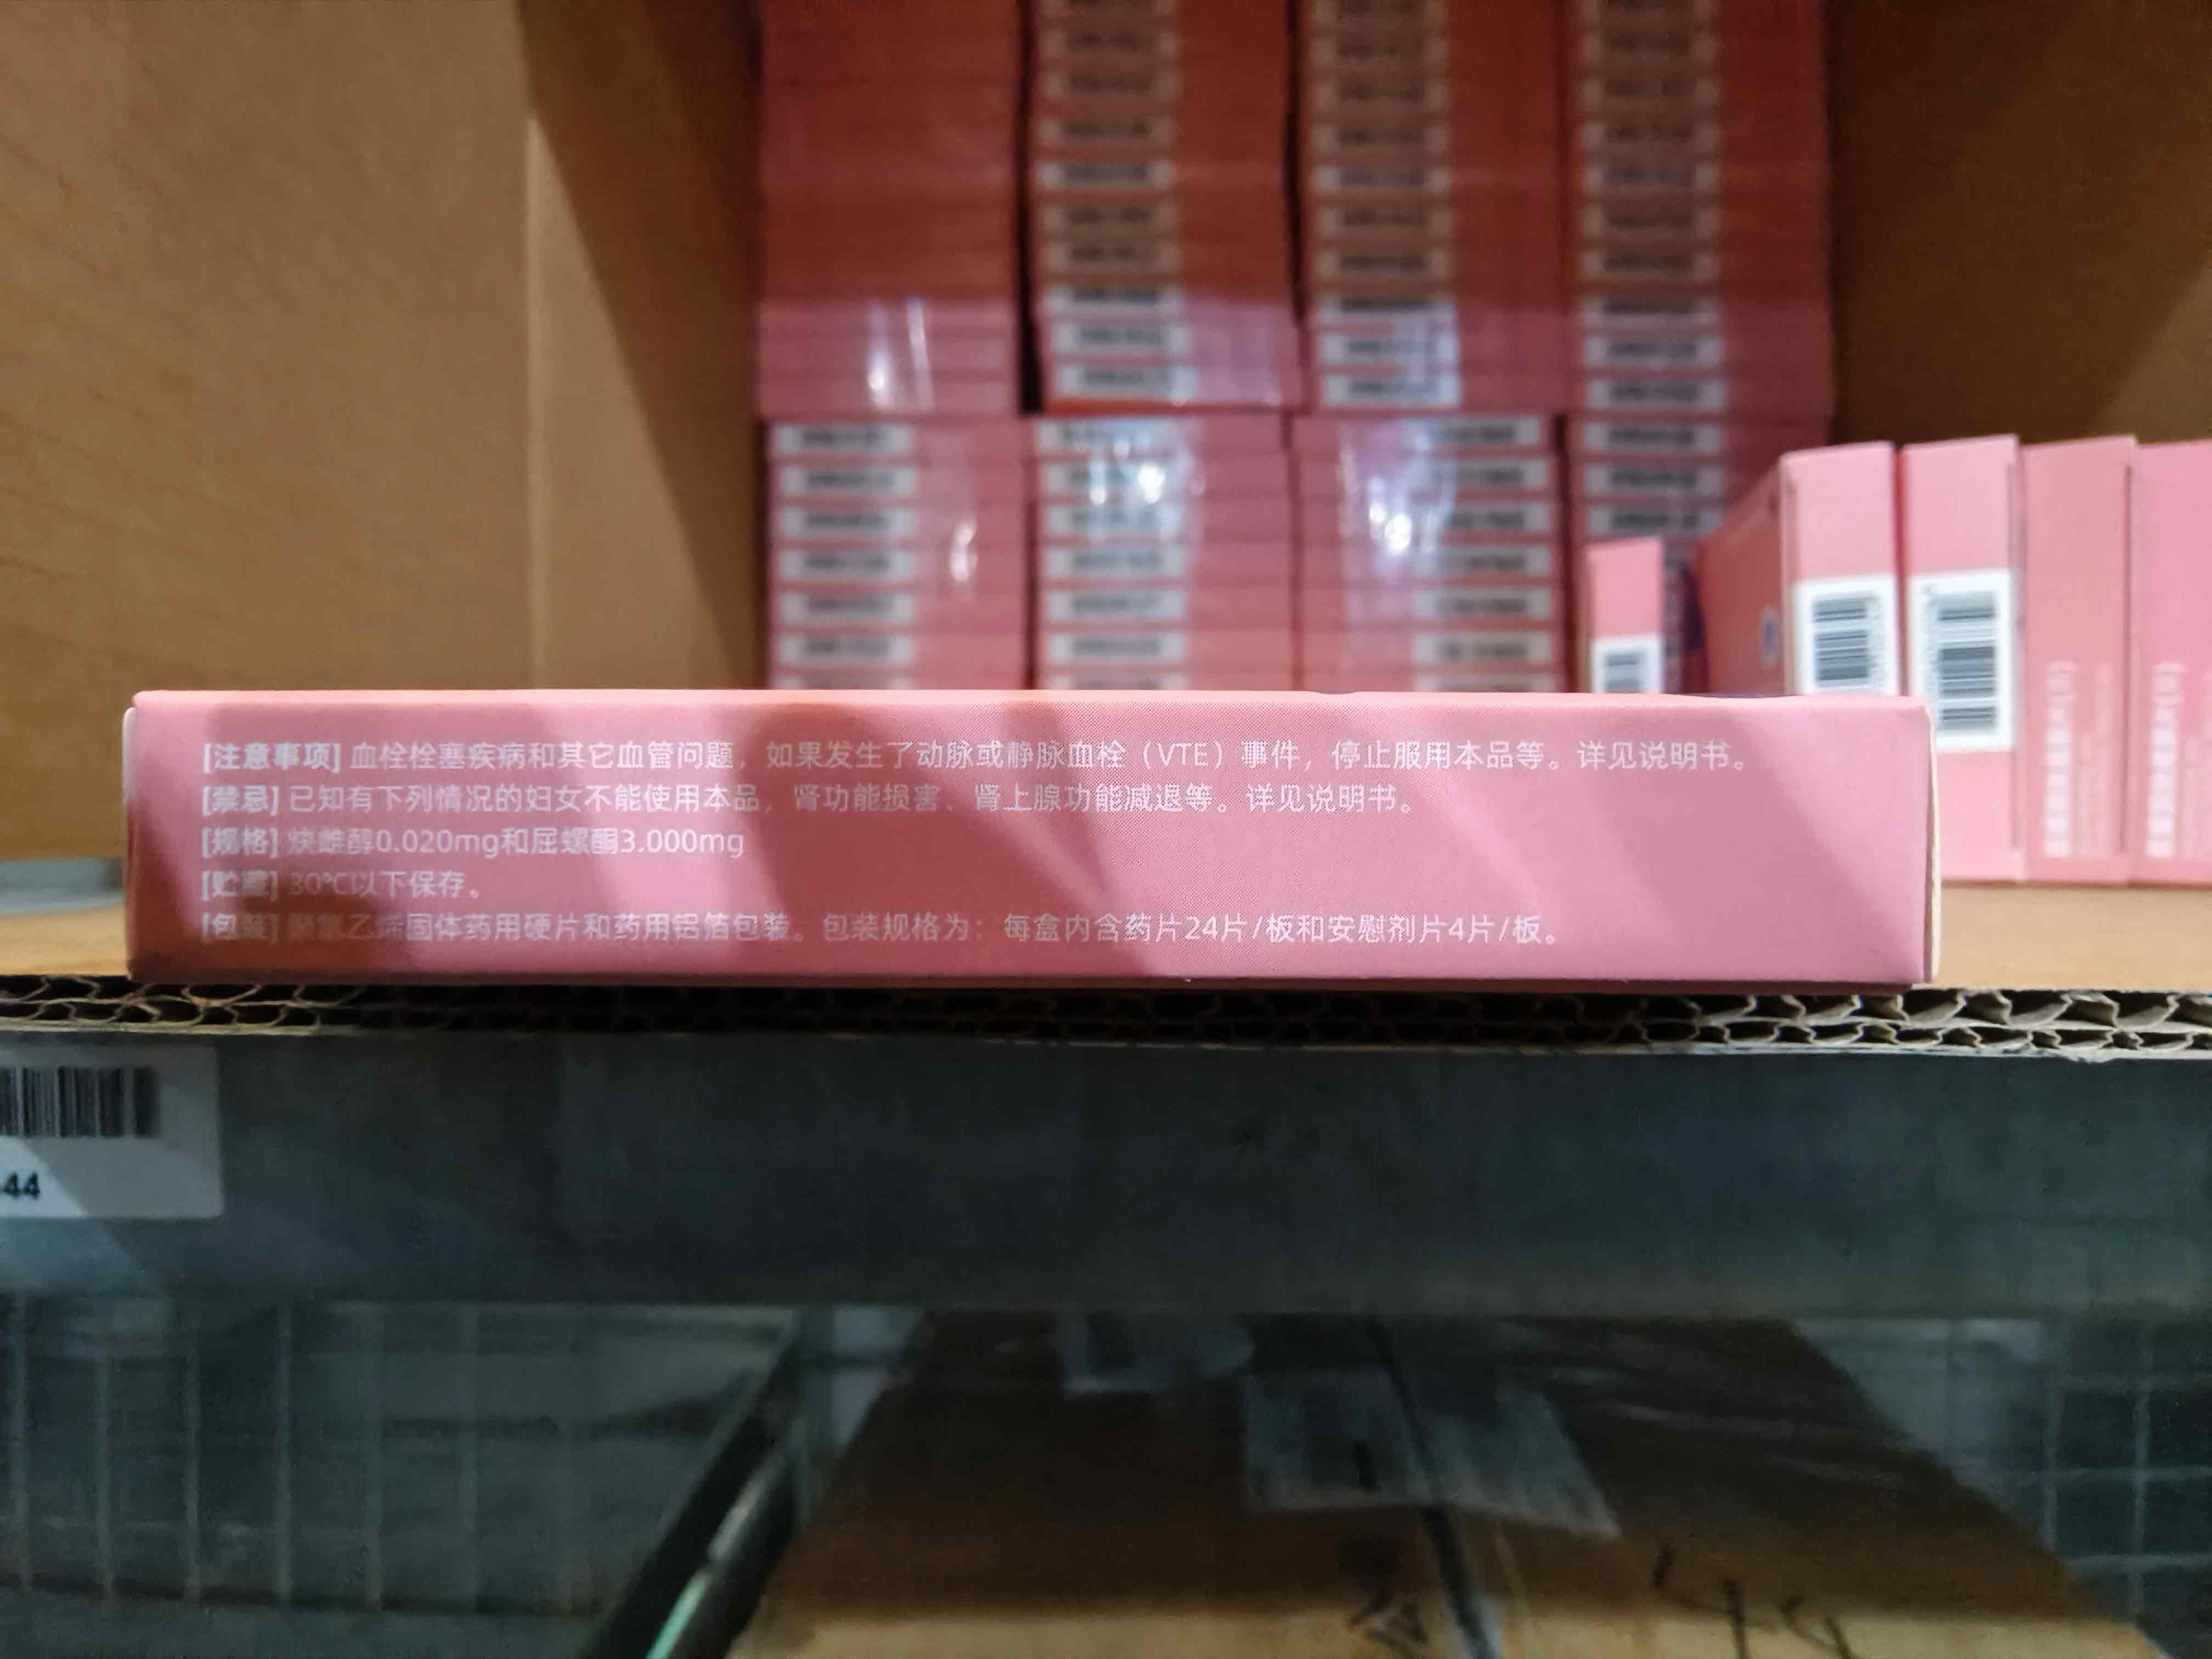 [注意事项] 血栓栓塞疾病和其它血管问题，如果发生了动脉或静脉血栓（VTE）事件，停止服用本品等。详见说明书。
[禁忌] 已知有下列情况的妇女不能使用本品，肾功能损害、肾上腺功能减退等。详见说明书。
[规格] 炔雌醇0.020mg和屈螺酮3.000mg
[贮藏] 30℃以下保存。
[包装] 聚氯乙烯固体药用硬片和药用铝箔包装。包装规格为：每盒内含药片24片/板和安慰剂片4片/板。
44